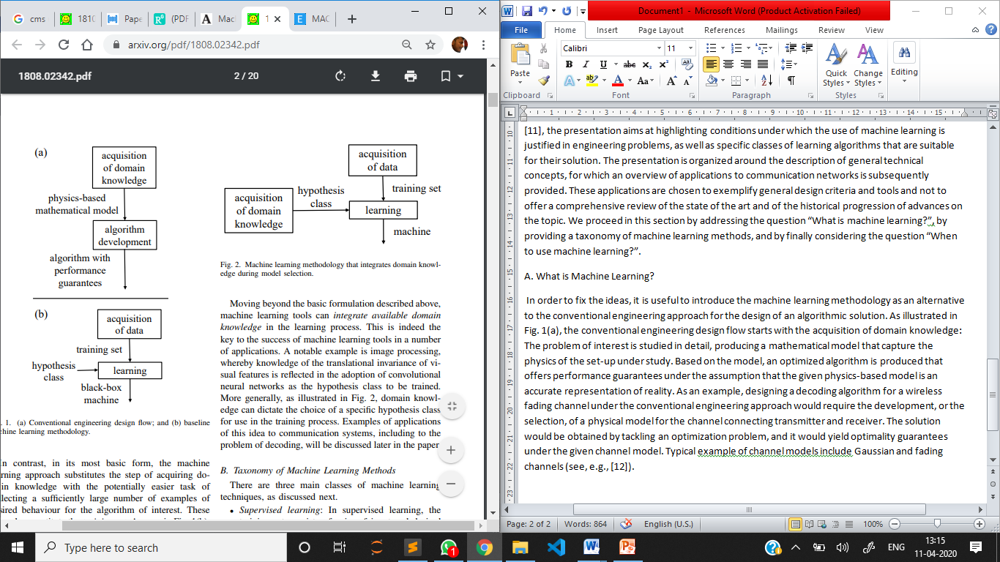 cms
1810
Pape
(PDF
Mac
1
MAC
arxiv.org/pdf/1808.02342.pdf
1808.02342.pdf
2 / 20
(a)
acquisition
of domain
knowledge
physics-based
mathematical model
algorithm
development
algorithm with
performance
guarantees
(b)
acquisition
of data
training set
hypothesis
class
learning
black-box
machine
. 1. (a) Conventional engineering design flow; and (b) baseline
chine learning methodology.
n contrast, in its most basic form, the machine
rning approach substitutes the step of acquiring do-
in knowledge with the potentially easier task of
lecting a sufficiently large number of examples of
sired behaviour for the algorithm of interest. These
acquisition
of data
hypothesis
class
training set
acquisition
of domain
knowledge
learning
machine
Fig. 2. Machine learning methodology that integrates domain knowl-
edge during model selection.
Moving beyond the basic formulation described above,
machine learning tools can integrate available domain
knowledge in the learning process. This is indeed the
key to the success of machine learning tools in a number
of applications. A notable example is image processing,
whereby knowledge of the translational invariance of vi-
sual features is reflected in the adoption of convolutional
neural networks as the hypothesis class to be trained.
More generally, as illustrated in Fig. 2, domain knowl-
edge can dictate the choice of a specific hypothesis class
for use in the training process. Examples of applications
of this idea to communication systems, including to the
problem of decoding, will be discussed later in the paper
B. Taxonomy of Machine Learning Methods
There are three main classes of machine learning
techniques, as discussed next.
• Supervised learning: In supervised learning, the
Document1 - Microsoft Word (Product Activation Failed)
File Home Insert Page Layout References Mailings Review View
Calibri 11
Paste
Quick
Styles
Change
Styles
Editing
Clipboard Font Paragraph Styles
1 2 3 4 5 6 7 8 9 10 11 12 13 14 15
[11], the presentation aims at highlighting conditions under which the use of machine learning is
justified in engineering problems, as well as specific classes of learning algorithms that are suitable
for their solution. The presentation is organized around the description of general technical
concepts, for which an overview of applications to communication networks is subsequently
provided. These applications are chosen to exemplify general design criteria and tools and not to
offer a comprehensive review of the state of the art and of the historical progression of advances on
the topic. We proceed in this section by addressing the question “What is machine learning?”, by
providing a taxonomy of machine learning methods, and by finally considering the question “When
to use machine learning?”.
A. What is Machine Learning?
In order to fix the ideas, it is useful to introduce the machine learning methodology as an alternative
to the conventional engineering approach for the design of an algorithmic solution. As illustrated in
Fig. 1(a), the conventional engineering design flow starts with the acquisition of domain knowledge:
The problem of interest is studied in detail, producing a mathematical model that capture the
physics of the set-up under study. Based on the model, an optimized algorithm is produced that
offers performance guarantees under the assumption that the given physics-based model is an
accurate representation of reality. As an example, designing a decoding algorithm for a wireless
fading channel under the conventional engineering approach would require the development, or the
selection, of a physical model for the channel connecting transmitter and receiver. The solution
would be obtained by tackling an optimization problem, and it would yield optimality guarantees
under the given channel model. Typical example of channel models include Gaussian and fading
channels (see, e.g., [12]).
Page: 2 of 2 Words: 864 English (U.S.) 100%
Type here to search
1
ENG
13:15
11-04-2020